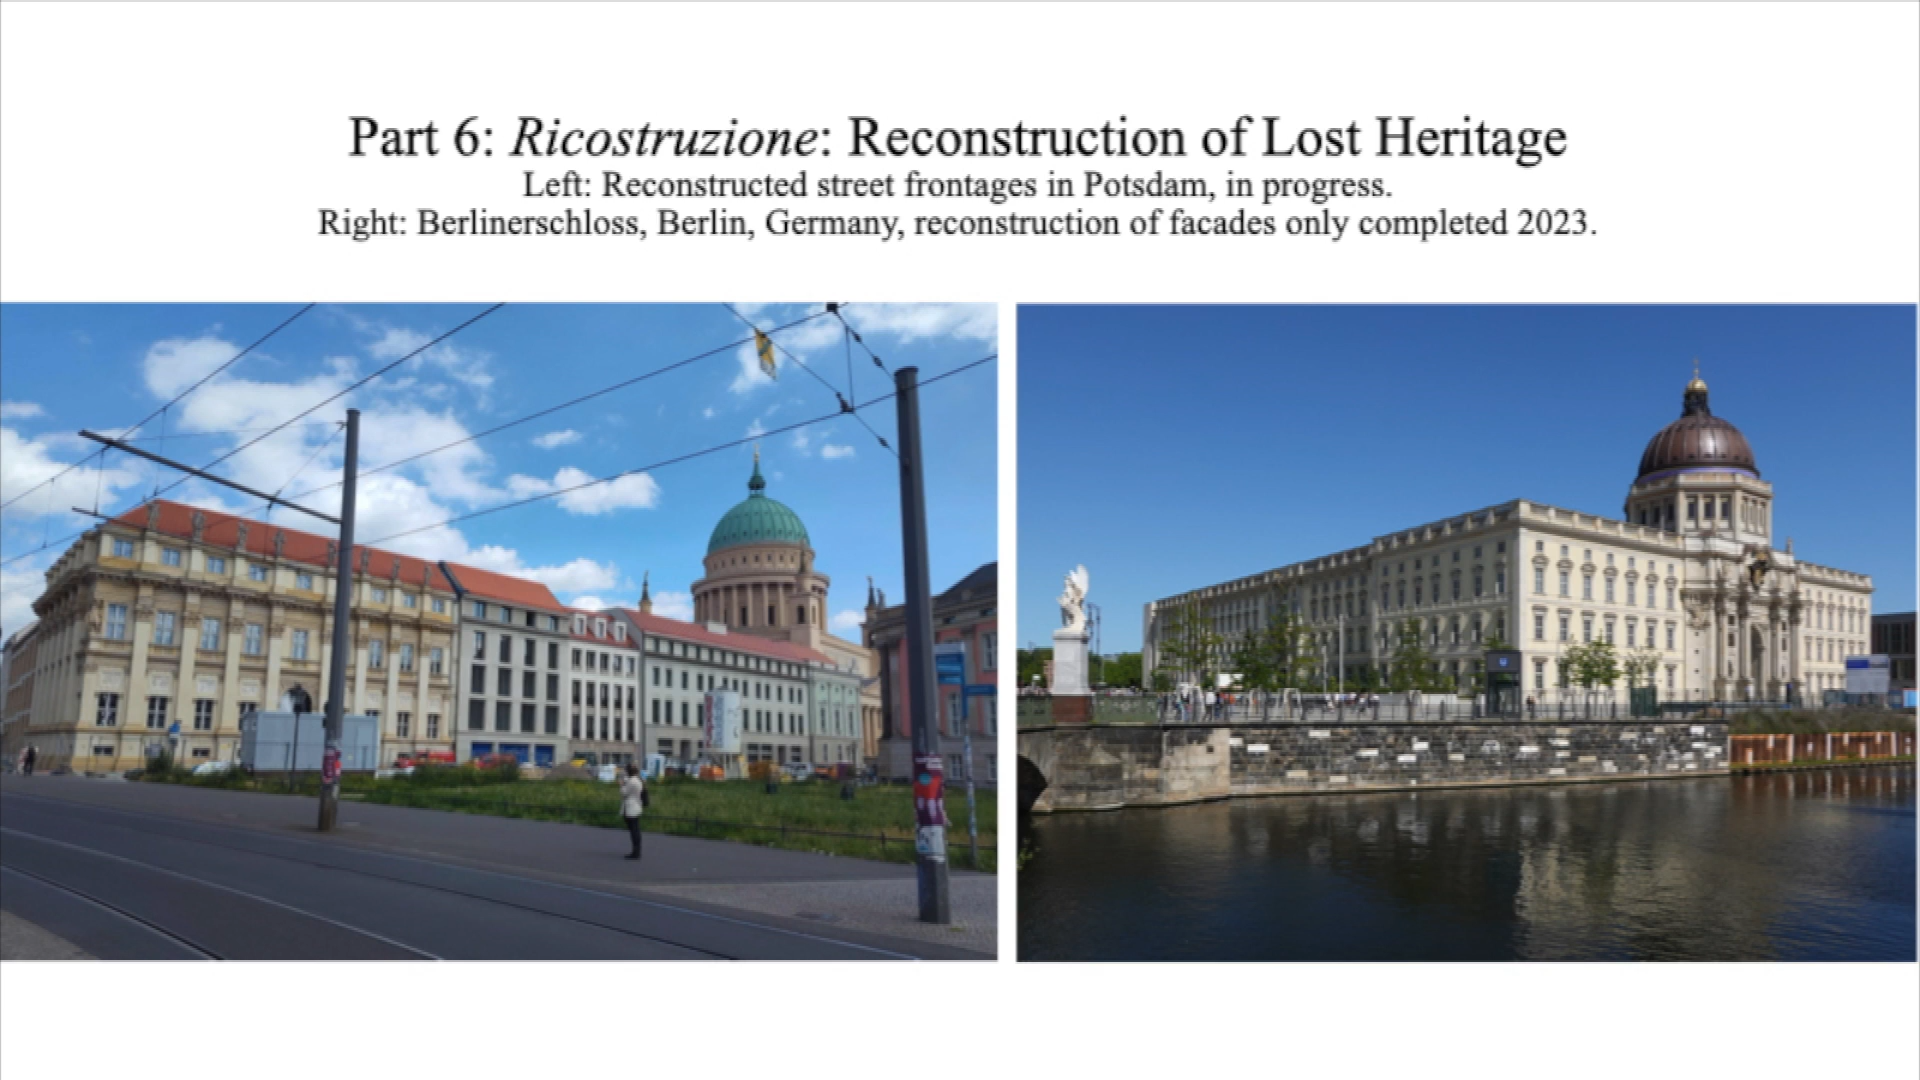 Part 6: Ricostruzione: Reconstruction of Lost Heritage
Left: Reconstructed street frontages in Potsdam, in progress.
Right: Berlinerschloss, Berlin, Germany, reconstruction of facades only completed 2023.